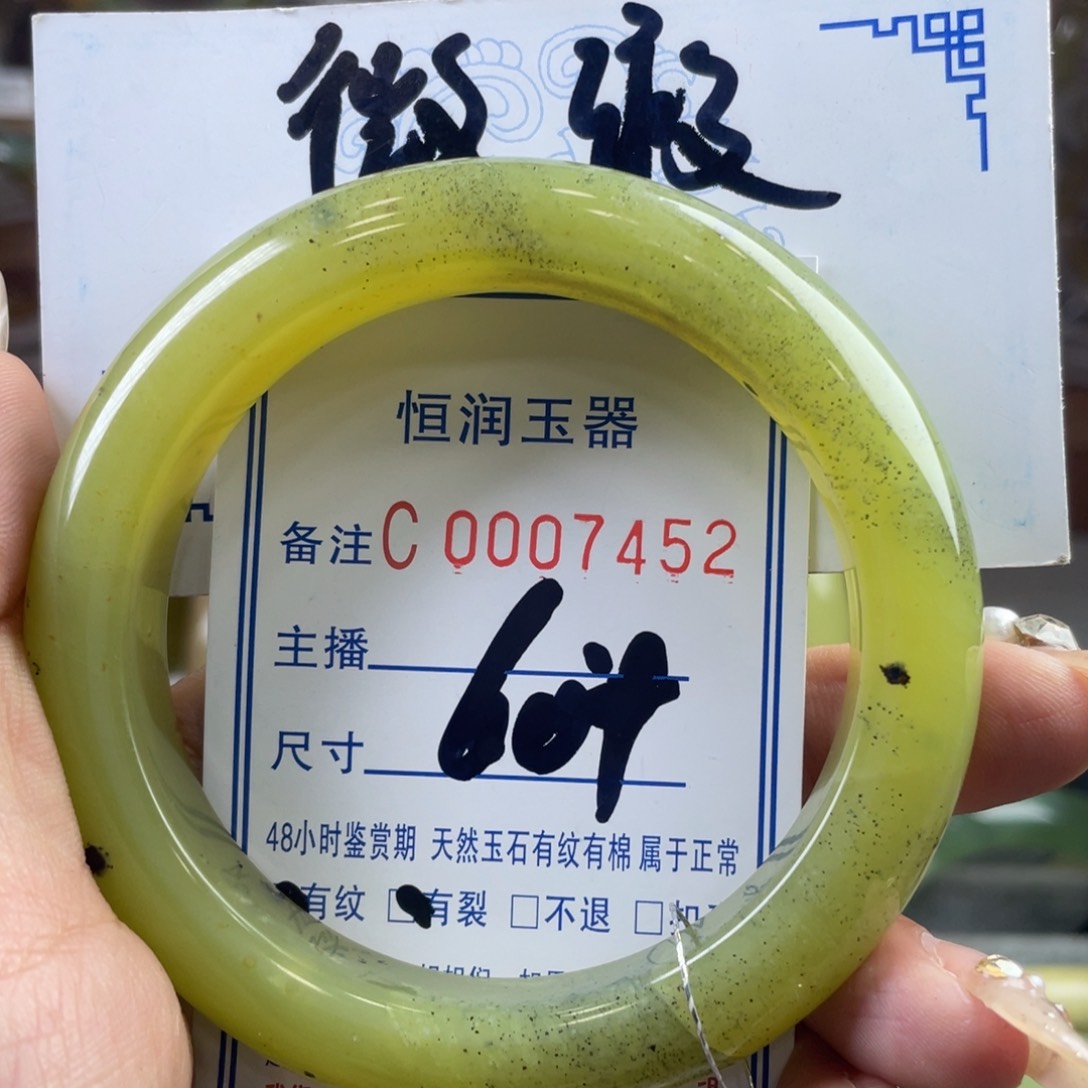 微瑕
恒润玉器
备注C 0007452
主播
60
尺寸
48小时鉴赏期 天然玉石有纹有棉属于正常
有纹 有裂 □不退 □